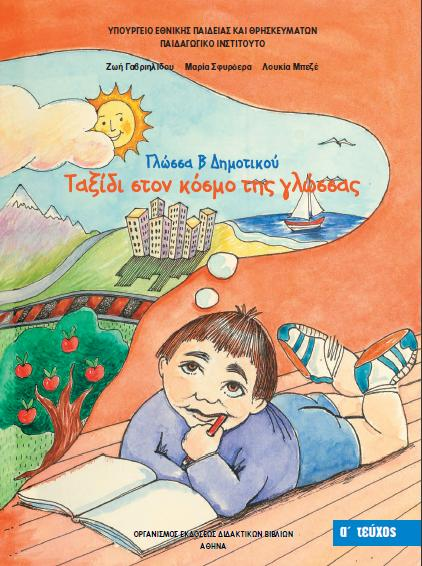 ΥΠΟΥΡΓΕΙΟ ΕΘΝΙΚΗΣ ΠΑΙΔΕΙΑΣ ΚΑΙ ΘΡΗΣΚΕΥΜΑΤΩΝ
ΠΑΙΔΑΓΩΓΙΚΟ ΙΝΣΤΙΤΟΥΤΟ
Ζωή Γαβριηλίδου Μαρία Σφυρόερα Λουκία Μπεζέ
Γλώσσα Β Δημοτικού
Ταξίδι στον κόσμο της γλώσσας
ΟΡΓΑΝΙΣΜΟΣ ΕΚΔΟΣΕΩΣ ΔΙΔΑΚΤΙΚΩΝ ΒΙΒΛΙΩΝ
ΑΘΗΝΑ
α΄ τεύχος